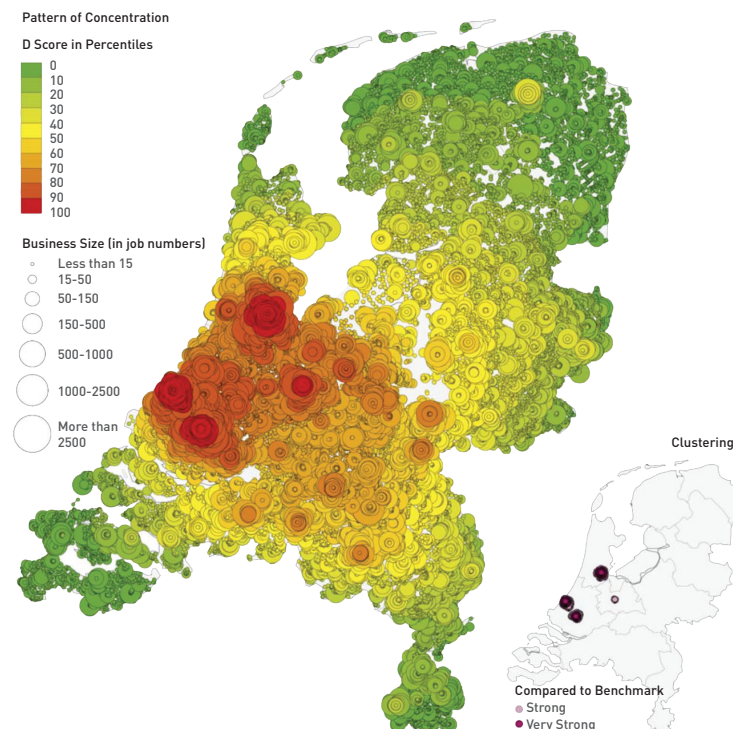 Pattern of Concentration
D Score in Percentiles
0
10
20
30
40
50
60
70
80
90
100
Business Size (in job numbers)
Less than 15
15-50
50-150
150-500
500-1000
1000-2500
More than
2500
Clustering
Compared to Benchmark
Strong
Very Strong